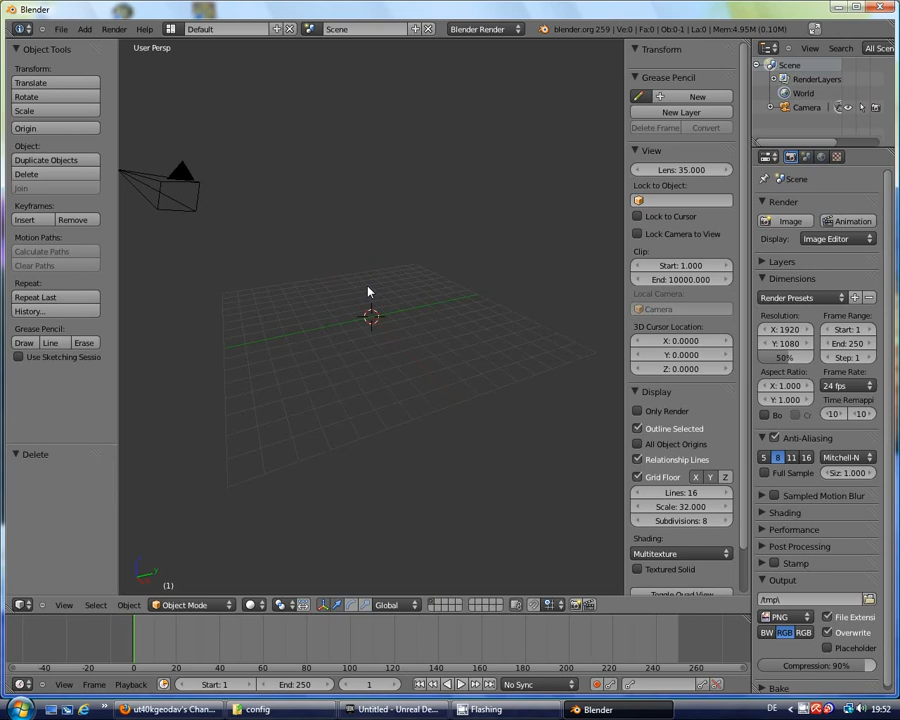 Blender
File Add Render Help Default Scene Blender Render blender.org 259 | Ve:0 | Fa:0 | Ob:0-1 | La:0 | Mem:4.95M (0.10M)
Object Tools
Transform:
Translate
Rotate
Scale
Origin
Object:
Duplicate Objects
Delete
Join
Keyframes:
Insert Remove
Motion Paths:
Calculate Paths
Clear Paths
Repeat:
Repeat Last
History...
Grease Pencil:
Draw Line Erase
Use Sketching Sessio
Delete
User Persp
(1)
Transform
Grease Pencil
New
New Layer
Delete Frame Convert
View
Lens: 35.000
Lock to Object:
Lock to Cursor
Lock Camera to View
Clip:
Start: 1.000
End: 10000.000
Local Camera:
Camera
3D Cursor Location:
X: 0.0000
Y: 0.0000
Z: 0.0000
Display
Only Render
Outline Selected
All Object Origins
Relationship Lines
Grid Floor X Y Z
Lines: 16
Scale: 32.000
Subdivisions: 8
Shading:
Multitexture
Textured Solid
Toggle Quad View
View Search All Scen
Scene
RenderLayers
World
Camera
Scene
Render
Image Animation
Display: Image Editor
Layers
Dimensions
Render Presets
Resolution: Frame Range:
X: 1920 Start: 1
Y: 1080 End: 250
50% Step: 1
Aspect Ratio: Frame Rate:
X: 1.000 24 fps
Y: 1.000 Time Remappi
Bo Cr 10 10
Anti-Aliasing
5 8 11 16 Mitchell-N
Full Sample Siz: 1.000
Sampled Motion Blur
Shading
Performance
Post Processing
Stamp
Output
/tmp\
PNG File Extensi
BW RGB RGB Overwrite
Placeholder
Compression: 90%
Bake
View Select Object Object Mode Global
-40 -20 0 20 40 60 80 100 120 140 160 180 200 220 240 260
View Frame Playback Start: 1 End: 250 1 No Sync
ut40kgeodav's Chan... config Untitled - Unreal De... Flashing Blender DE 19:52